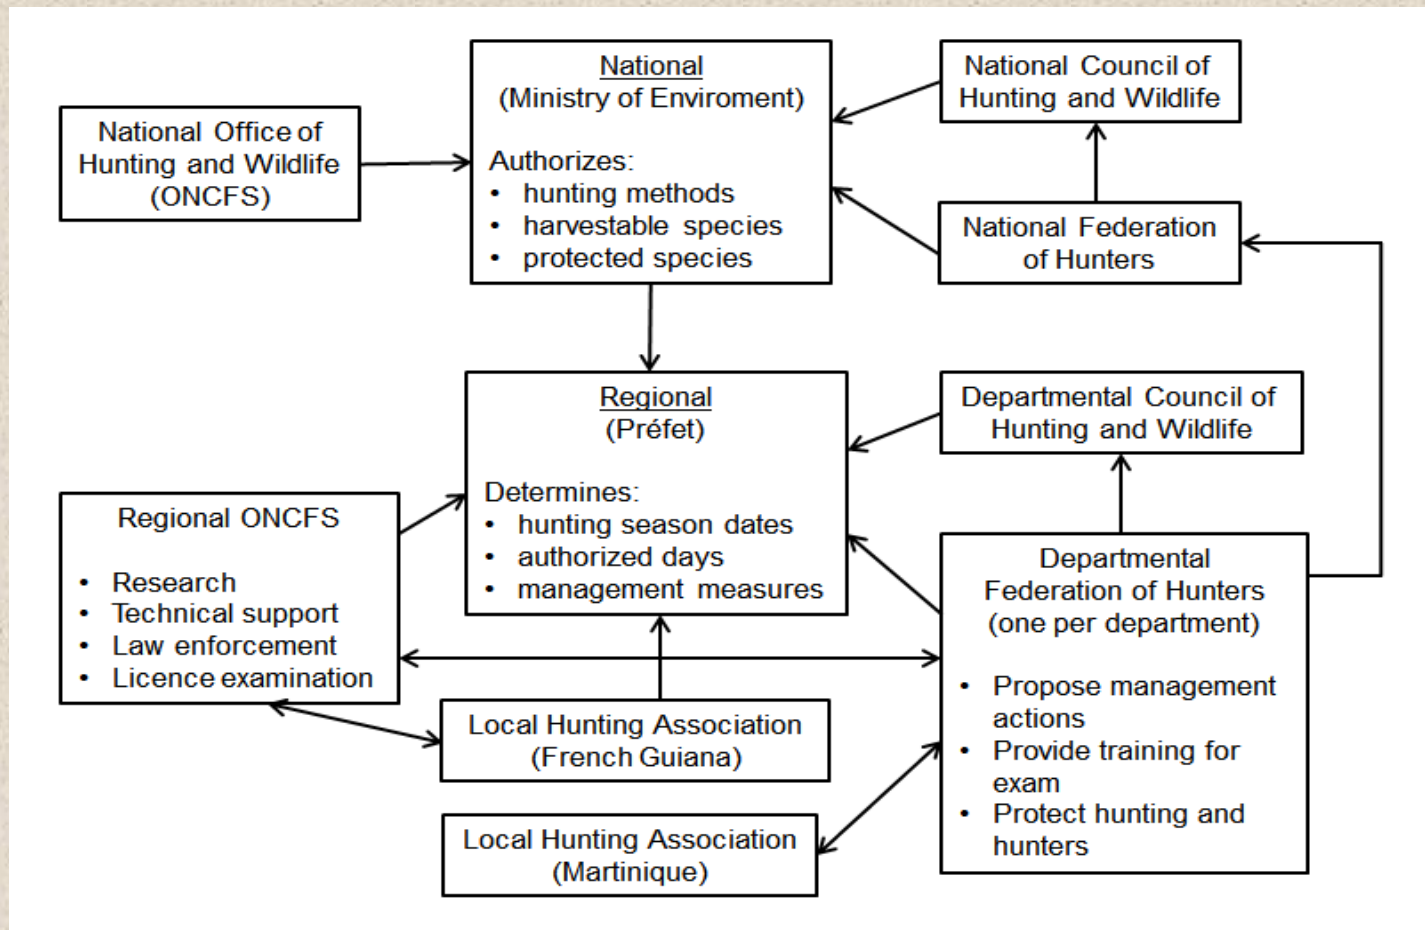 National
(Ministry of Enviroment)
Authorizes:
• hunting methods
• harvestable species
• protected species
National Council of
Hunting and Wildlife
National Office of
Hunting and Wildlife
(ONCFS)
National Federation
of Hunters
Regional
(Préfet)
Determines:
• hunting season dates
• authorized days
• management measures
Departmental Council of
Hunting and Wildlife
Regional ONCFS
• Research
• Technical support
• Law enforcement
• Licence examination
Departmental
Federation of Hunters
(one per department)
• Propose management
actions
• Provide training for
exam
• Protect hunting and
hunters
Local Hunting Association
(French Guiana)
Local Hunting Association
(Martinique)